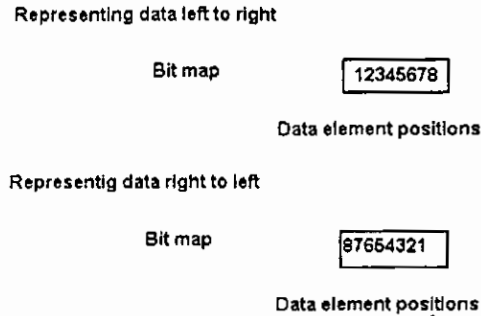 Representing data left to right
Bit map 12345678
Data element positions
Representig data right to left
Bit map 87654321
Data element positions